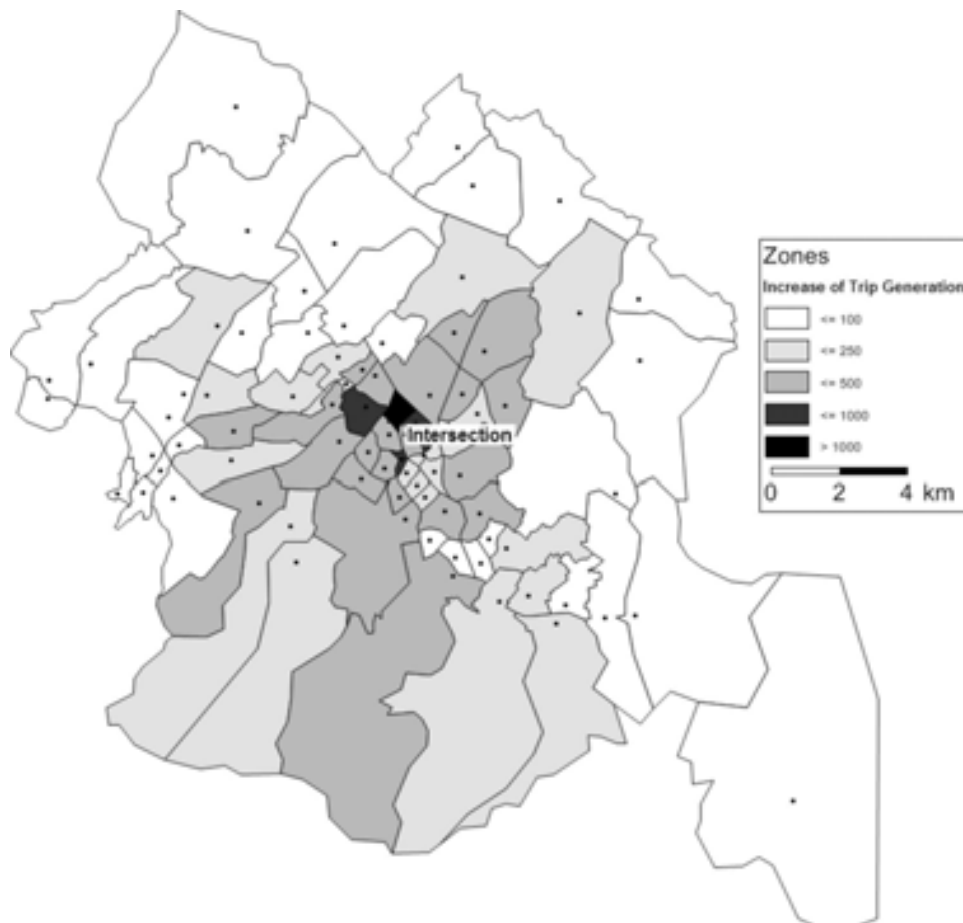 Intersection
Zones
Increase of Trip Generation
<= 100
<= 250
<= 500
<= 1000
> 1000
0 2 4 km